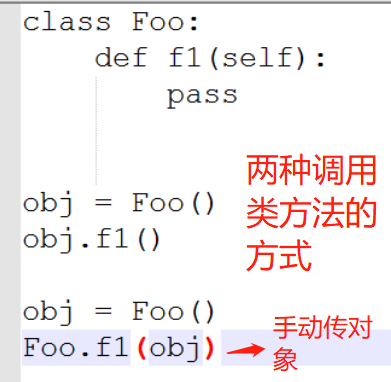 class Foo:
    def f1(self):
        pass
两种调用
类方法的
方式
obj = Foo()
obj.f1()
obj = Foo()
Foo.f1(obj)
手动传对
象